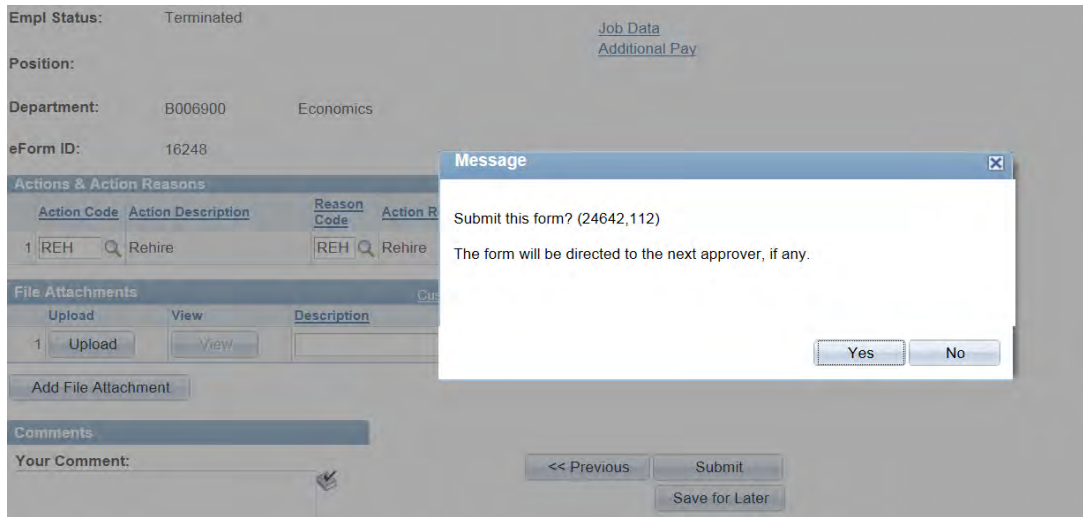 Empl Status: Terminated
Job Data
Additional Pay
Position:
Department: B006900 Economics
eForm ID: 16248
Message
Submit this form? (24642,112)
The form will be directed to the next approver, if any.
Yes No
Actions & Action Reasons
Action Code Action Description Reason Code Action R
1 REH Rehire REH Rehire
File Attachments Cus
Upload View Description
1 Upload View
Add File Attachment
Comments
Your Comment:
<< Previous Submit
Save for Later